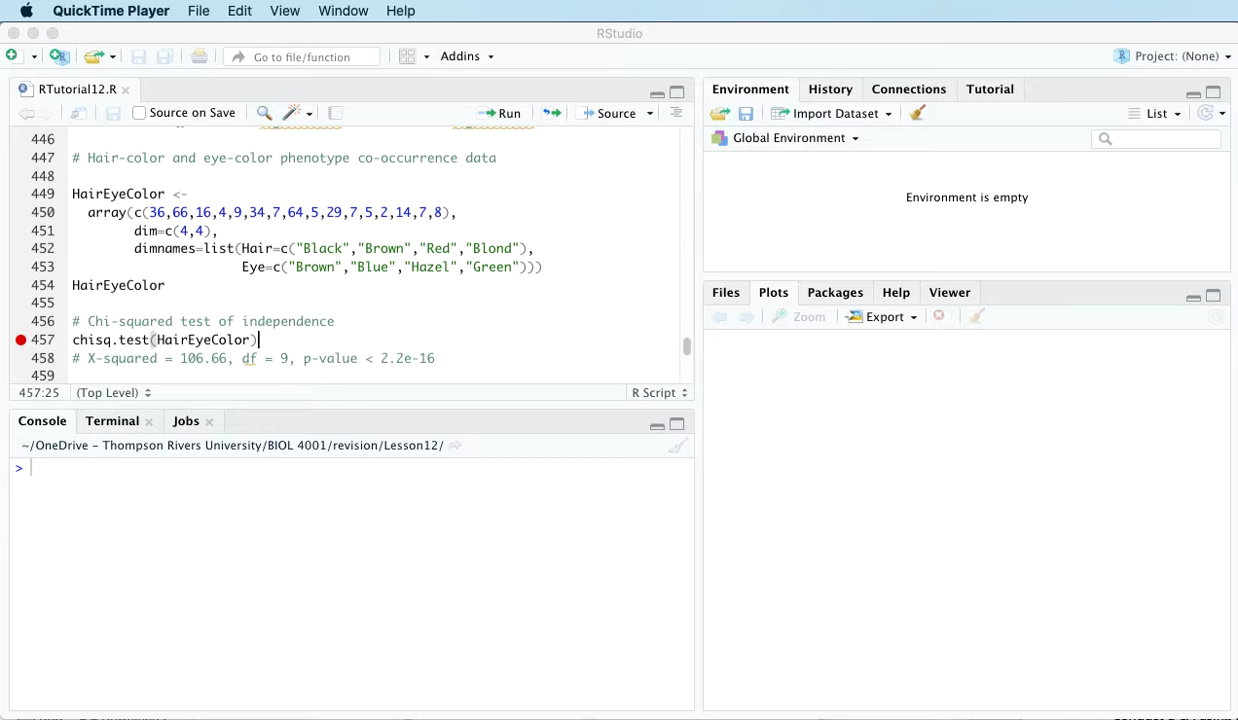 QuickTime Player File Edit View Window Help
RStudio
Go to file/function Addins Project: (None)
RTutorial12.R
Source on Save Run Source
446
447 # Hair-color and eye-color phenotype co-occurrence data
448
449 HairEyeColor <-
450 array(c(36,66,16,4,9,34,7,64,5,29,7,5,2,14,7,8),
451 dim=c(4,4),
452 dimnames=list(Hair=c("Black","Brown","Red","Blond"),
453 Eye=c("Brown","Blue","Hazel","Green")))
454 HairEyeColor
455
456 # Chi-squared test of independence
457 chisq.test(HairEyeColor)
458 # X-squared = 106.66, df = 9, p-value < 2.2e-16
459
457:25 (Top Level) R Script
Console Terminal Jobs
~/OneDrive - Thompson Rivers University/BIOL 4001/revision/Lesson12/
>
Environment History Connections Tutorial
Import Dataset List
Global Environment
Environment is empty
Files Plots Packages Help Viewer
Zoom Export